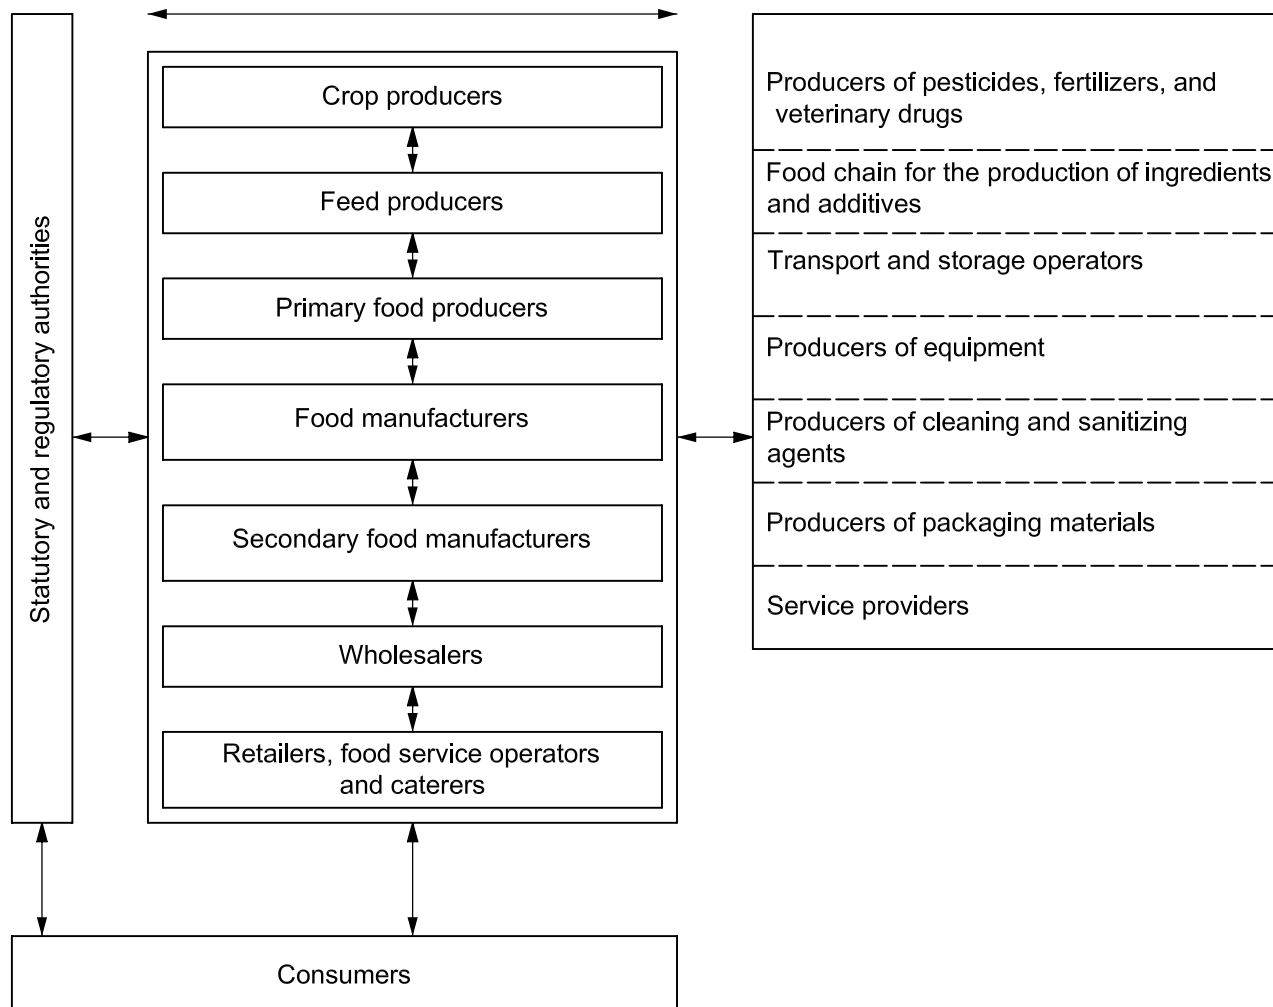 Statutory and regulatory authorities
Crop producers
Feed producers
Primary food producers
Food manufacturers
Secondary food manufacturers
Wholesalers
Retailers, food service operators
and caterers
Producers of pesticides, fertilizers, and
veterinary drugs
Food chain for the production of ingredients
and additives
Transport and storage operators
Producers of equipment
Producers of cleaning and sanitizing
agents
Producers of packaging materials
Service providers
Consumers